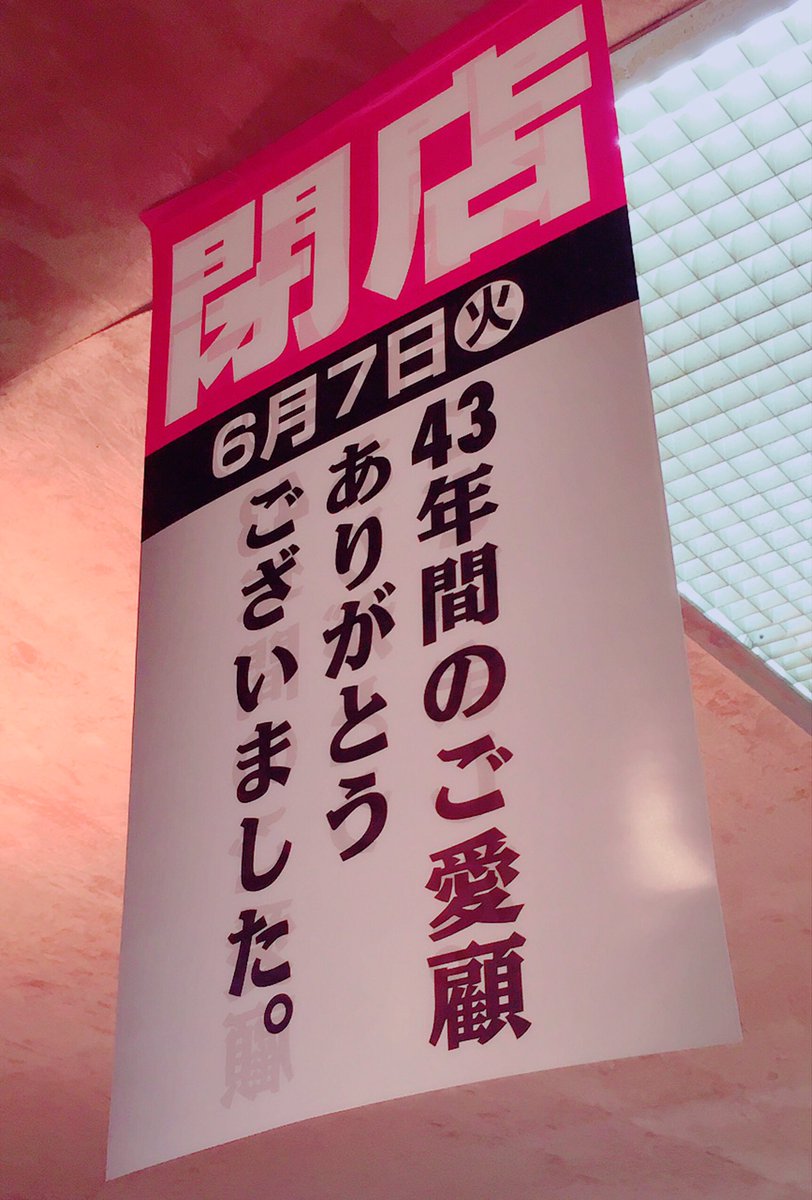 閉店
6月7日㊋
43年間のご愛顧
ありがとう
ございました。